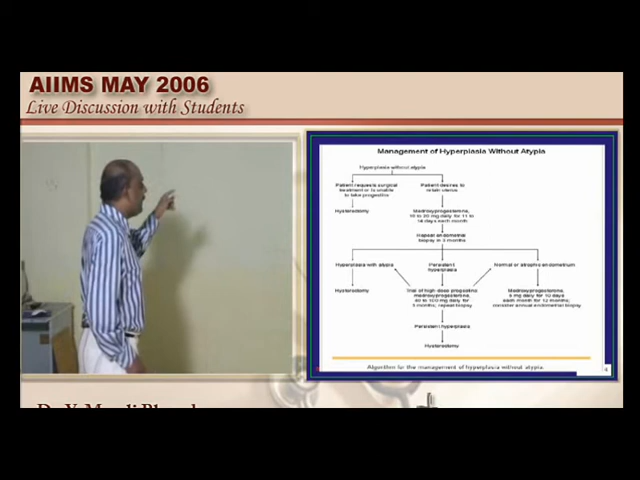 AIIMS MAY 2006
Live Discussion with Students
Management of Hyperplasia Without Atypia
Hyperplasia without atypia
Patient requests surgical
treatment or is unable
to take progestins
Patient desires to
retain uterus
Hysterectomy
Medroxyprogesterone,
10 to 20 mg daily for 11 to
14 days each month
Repeat endometrial
biopsy in 3 months
Hyperplasia with atypia
Persistent
hyperplasia
Normal or atrophic endometrium
Hysterectomy
Trial of high-dose progestins
medroxyprogesterone,
40 to 100 mg daily for
3 months, repeat biopsy
Medroxyprogesterone,
5 mg daily for 10 days
each month for 12 months;
consider annual endometrial biopsy
Persistent hyperplasia
Hysterectomy
Algorithm for the management of hyperplasia without atypia.